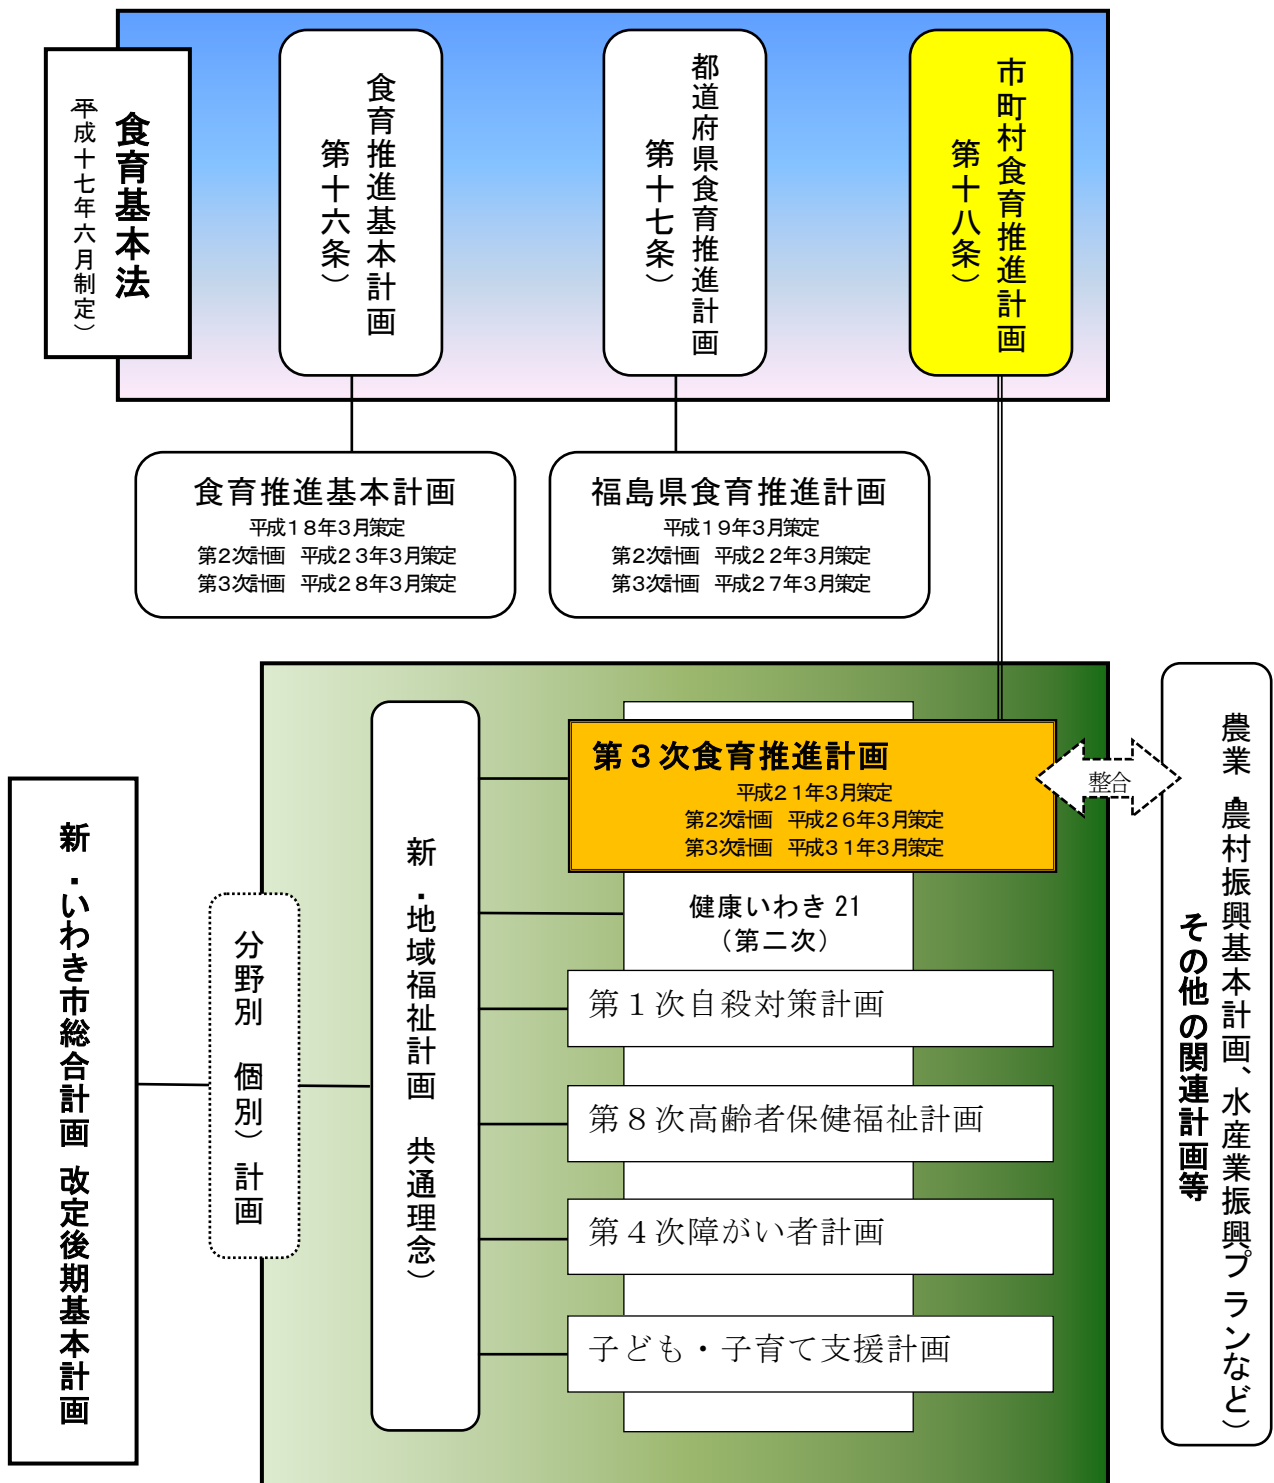 食育基本法
平成十七年六月制定）
食育推進基本計画
第十六条）
都道府県食育推進計画
第十七条）
市町村食育推進計画
第十八条）
食育推進基本計画
平成18年3月策定
第2次計画　平成23年3月策定
第3次計画　平成28年3月策定
福島県食育推進計画
平成19年3月策定
第2次計画　平成22年3月策定
第3次計画　平成27年3月策定
新・いわき市総合計画 改定後期基本計画
分野別　個別）計画
新・地域福祉計画　共通理念）
第３次食育推進計画
平成21年3月策定
第2次計画　平成26年3月策定
第3次計画　平成31年3月策定
健康いわき 21
（第二次）
第１次自殺対策計画
第８次高齢者保健福祉計画
第４次障がい者計画
子ども・子育て支援計画
整合
農業・農村振興基本計画、水産業振興プランなど）
その他の関連計画等